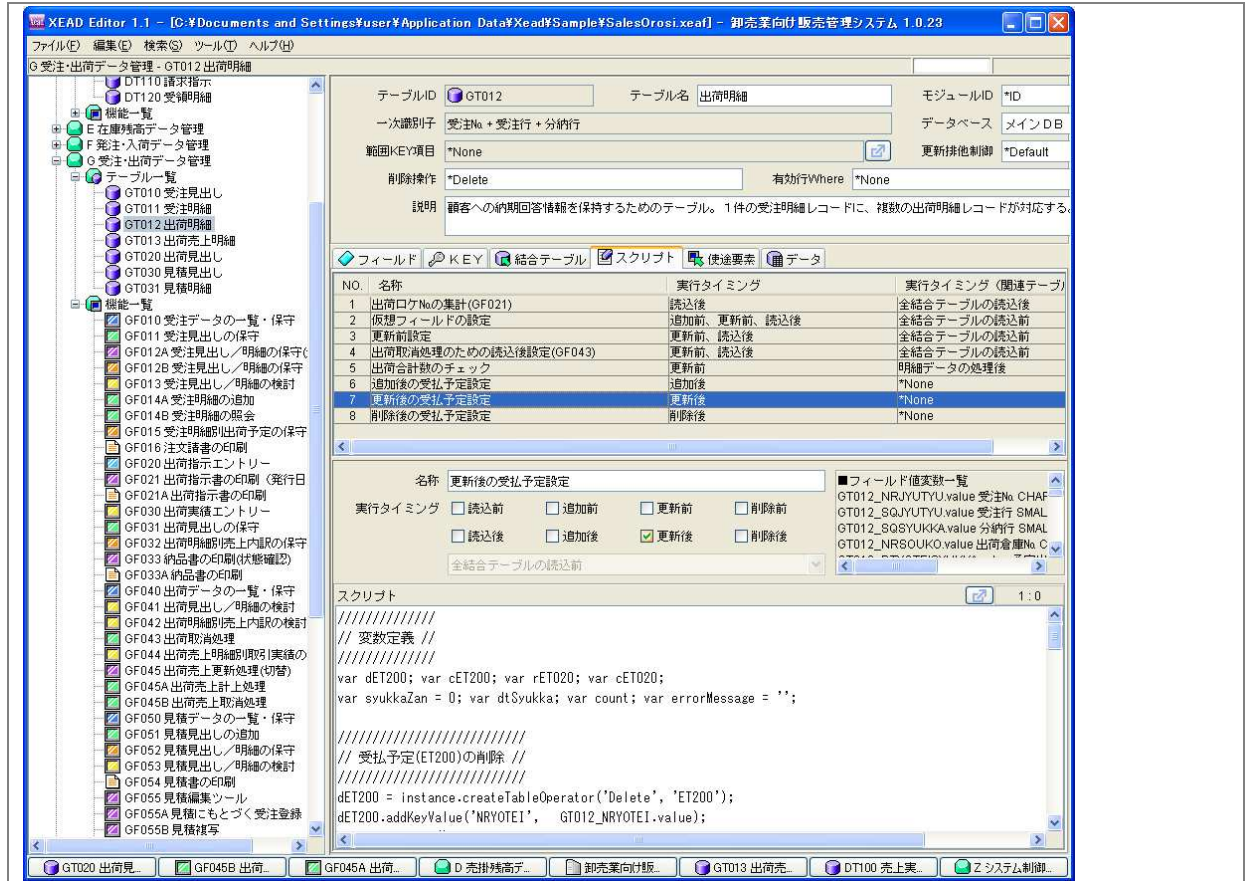 XEAD Editor 1.1 - [C:¥Documents and Settings¥user¥Application Data¥Xead¥Sample¥SalesOrosi.xeaf] - 卸売業向け販売管理システム 1.0.23
ファイル(F) 編集(E) 検索(S) ツール(T) ヘルプ(H)
G 受注・出荷データ管理 - GT012 出荷明細
DT110 請求指示
DT120 受領明細
機能一覧
E 在庫残高データ管理
F 発注・入荷データ管理
G 受注・出荷データ管理
テーブル一覧
GT010 受注見出し
GT011 受注明細
GT012 出荷明細
GT013 出荷売上明細
GT020 出荷見出し
GT030 見積見出し
GT031 見積明細
機能一覧
GF010 受注データの一覧・保守
GF011 受注見出しの保守
GF012A 受注見出し／明細の保守(
GF012B 受注見出し／明細の保守
GF013 受注見出し／明細の検討
GF014A 受注明細の追加
GF014B 受注明細の照会
GF015 受注明細別出荷予定の保守
GF016 注文請書の印刷
GF020 出荷指示エントリー
GF021 出荷指示書の印刷（発行日
GF021A 出荷指示書の印刷
GF030 出荷実績エントリー
GF031 出荷見出しの保守
GF032 出荷明細別売上内訳の保守
GF033 納品書の印刷(状態確認)
GF033A 納品書の印刷
GF040 出荷データの一覧・保守
GF041 出荷見出し／明細の検討
GF042 出荷明細別売上内訳の検討
GF043 出荷取消処理
GF044 出荷売上明細別取引実績の
GF045 出荷売上更新処理(切替)
GF045A 出荷売上計上処理
GF045B 出荷売上取消処理
GF050 見積データの一覧・保守
GF051 見積見出しの追加
GF052 見積見出し／明細の保守
GF053 見積見出し／明細の検討
GF054 見積書の印刷
GF055 見積編集ツール
GF055A 見積にもとづく受注登録
GF055B 見積複写
テーブルID GT012 テーブル名 出荷明細 モジュールID *ID
一次識別子 受注№ + 受注行 + 分納行 データベース メインDB
範囲KEY項目 *None 更新排他制御 *Default
削除操作 *Delete 有効行Where *None
説明 顧客への納期回答情報を保持するためのテーブル。１件の受注明細レコードに、複数の出荷明細レコードが対応する。
フィールド KEY 結合テーブル スクリプト 使途要素 データ
NO. 名称 実行タイミング 実行タイミング（関連テーブル
1 出荷ロケ№の集計(GF021) 読込後 全結合テーブルの読込後
2 仮想フィールドの設定 追加前、更新前、読込後 全結合テーブルの読込前
3 更新前設定 更新前、読込後 全結合テーブルの読込前
4 出荷取消処理のための読込後設定(GF043) 更新前、読込後 全結合テーブルの読込前
5 出荷合計数のチェック 更新前 明細データの処理後
6 追加後の受払予定設定 追加後 *None
7 更新後の受払予定設定 更新後 *None
8 削除後の受払予定設定 削除後 *None
名称 更新後の受払予定設定
実行タイミング 読込前 追加前 更新前 削除前
読込後 追加後 更新後 削除後
全結合テーブルの読込前
■フィールド値変数一覧
GT012_NRJYUTYU.value 受注№ CHAR
GT012_SQJYUTYU.value 受注行 SMAL
GT012_SQSYUKKA.value 分納行 SMAL
GT012_NRSOUKO.value 出荷倉庫№ C
スクリプト 1 : 0
//////////////
// 変数定義 //
//////////////
var dET200; var cET200; var rET020; var cET020;
var syukkaZan = 0; var dtSyukka; var count; var errorMessage = '';
///////////////////////////
// 受払予定(ET200)の削除 //
///////////////////////////
dET200 = instance.createTableOperator('Delete', 'ET200');
dET200.addKeyValue('NRYOTEI', GT012_NRYOTEI.value);
GT020 出荷見... GF045B 出荷... GF045A 出荷... D 売掛残高デ... 卸売業向け販... GT013 出荷売... DT100 売上実... Z システム制御...